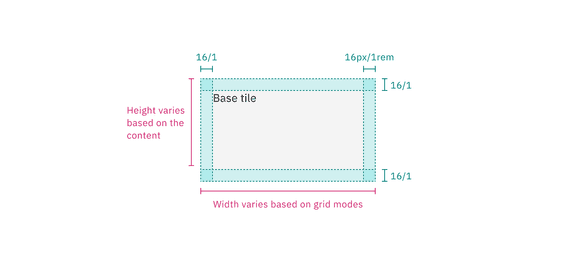 16/1
16px/1rem
16/1
Base tile
Height varies
based on the
content
16/1
Width varies based on grid modes